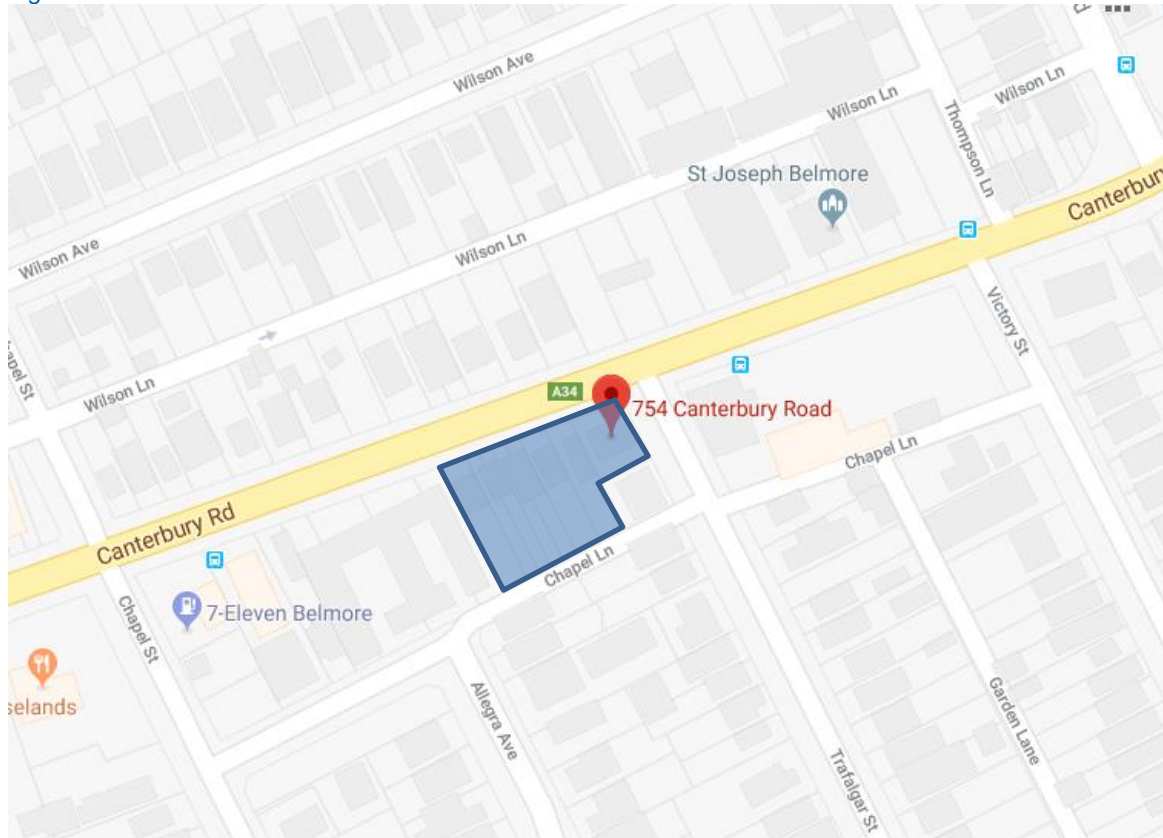 Wilson Ave
Wilson Ln
Wilson Ln
Thompson Ln
St Joseph Belmore
Canterbury
Wilson Ave
Wilson Ln
Victory St
Wilson Ln
A34
754 Canterbury Road
Chapel Ln
Canterbury Rd
Chapel Ln
7-Eleven Belmore
Chapel St
selands
Allegra Ave
Garden Lane
Trafalgar St